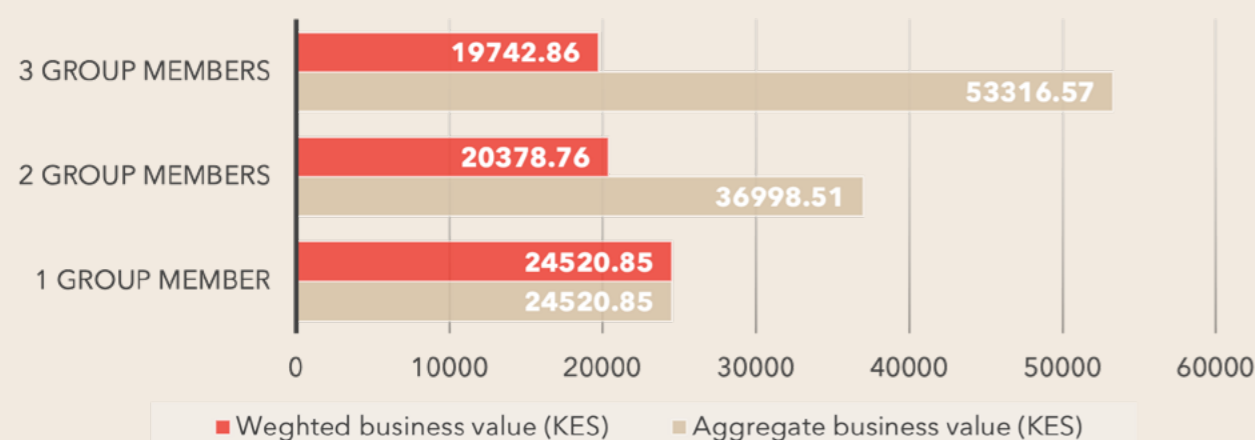 19742.86
3 GROUP MEMBERS
53316.57
20378.76
2 GROUP MEMBERS
36998.51
24520.85
1 GROUP MEMBER
24520.85
0 10000 20000 30000 40000 50000 60000
Weghted business value (KES) Aggregate business value (KES)